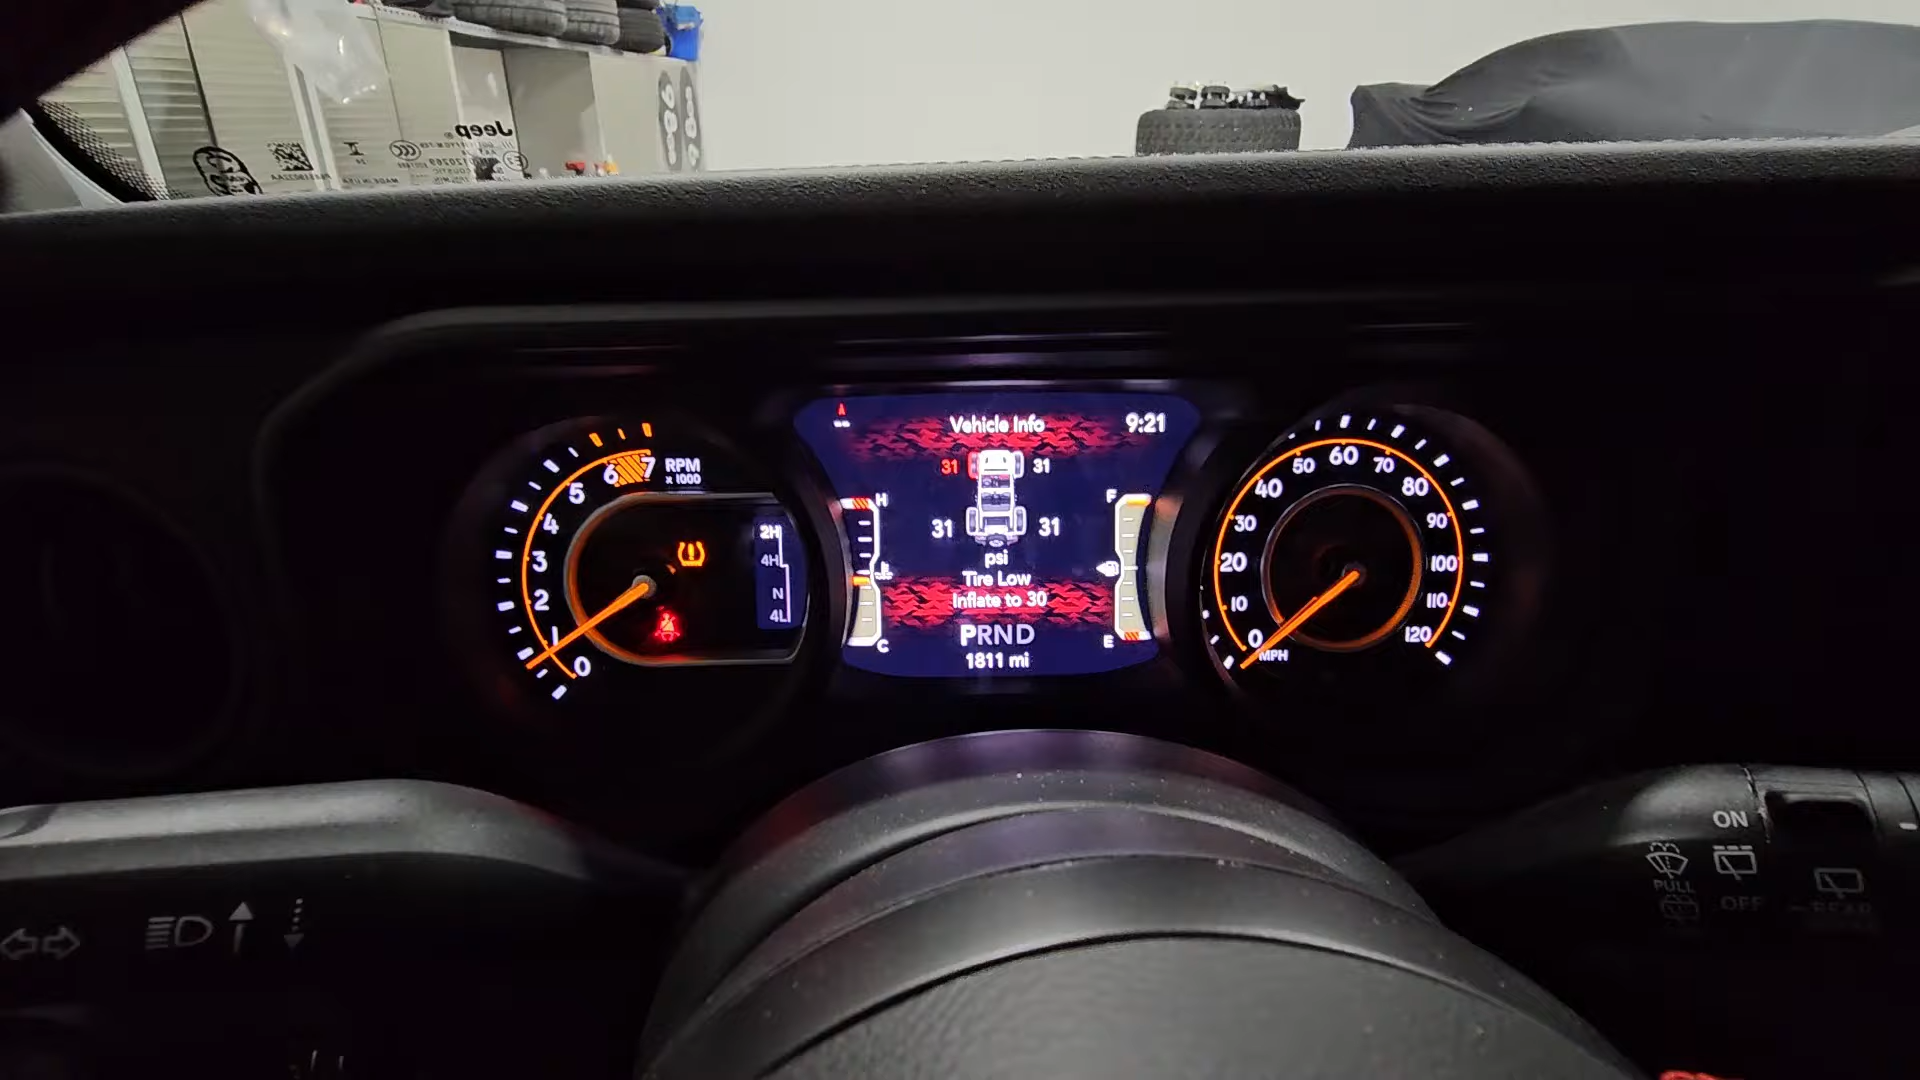 Jeep
Vehicle Info
9:21
31
31
31
31
psi
Tire Low
Inflate to 30
PRND
1811 mi
H
C
F
E
0
1
2
3
4
5
6
7
RPM
x 1000
2H
4H
N
4L
0
10
20
30
40
50
60
70
80
90
100
110
120
MPH
ON
PULL
OFF
REAR